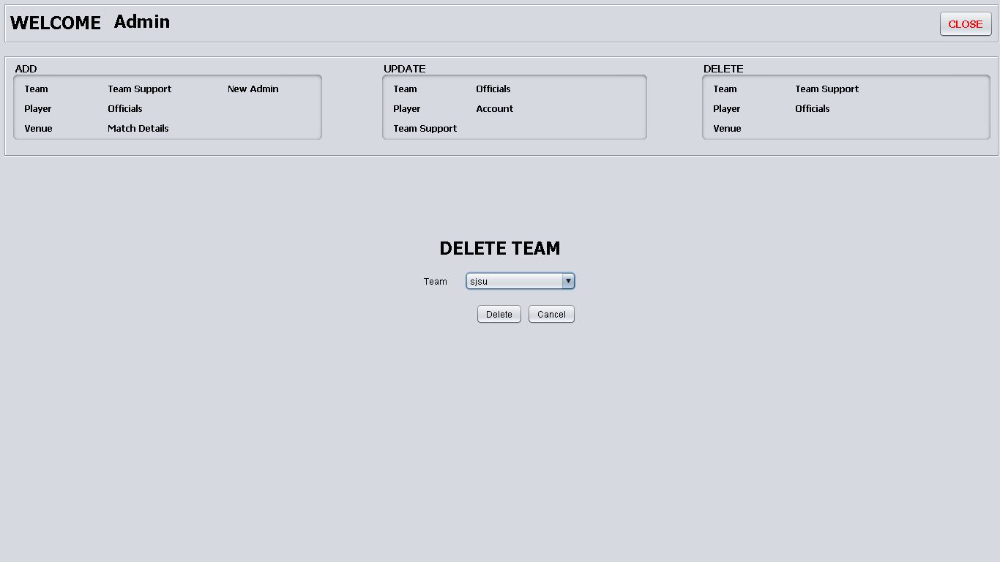 WELCOME Admin
CLOSE
ADD
Team Team Support New Admin
Player Officials
Venue Match Details
UPDATE
Team Officials
Player Account
Team Support
DELETE
Team Team Support
Player Officials
Venue
DELETE TEAM
Team sjsu
Delete Cancel